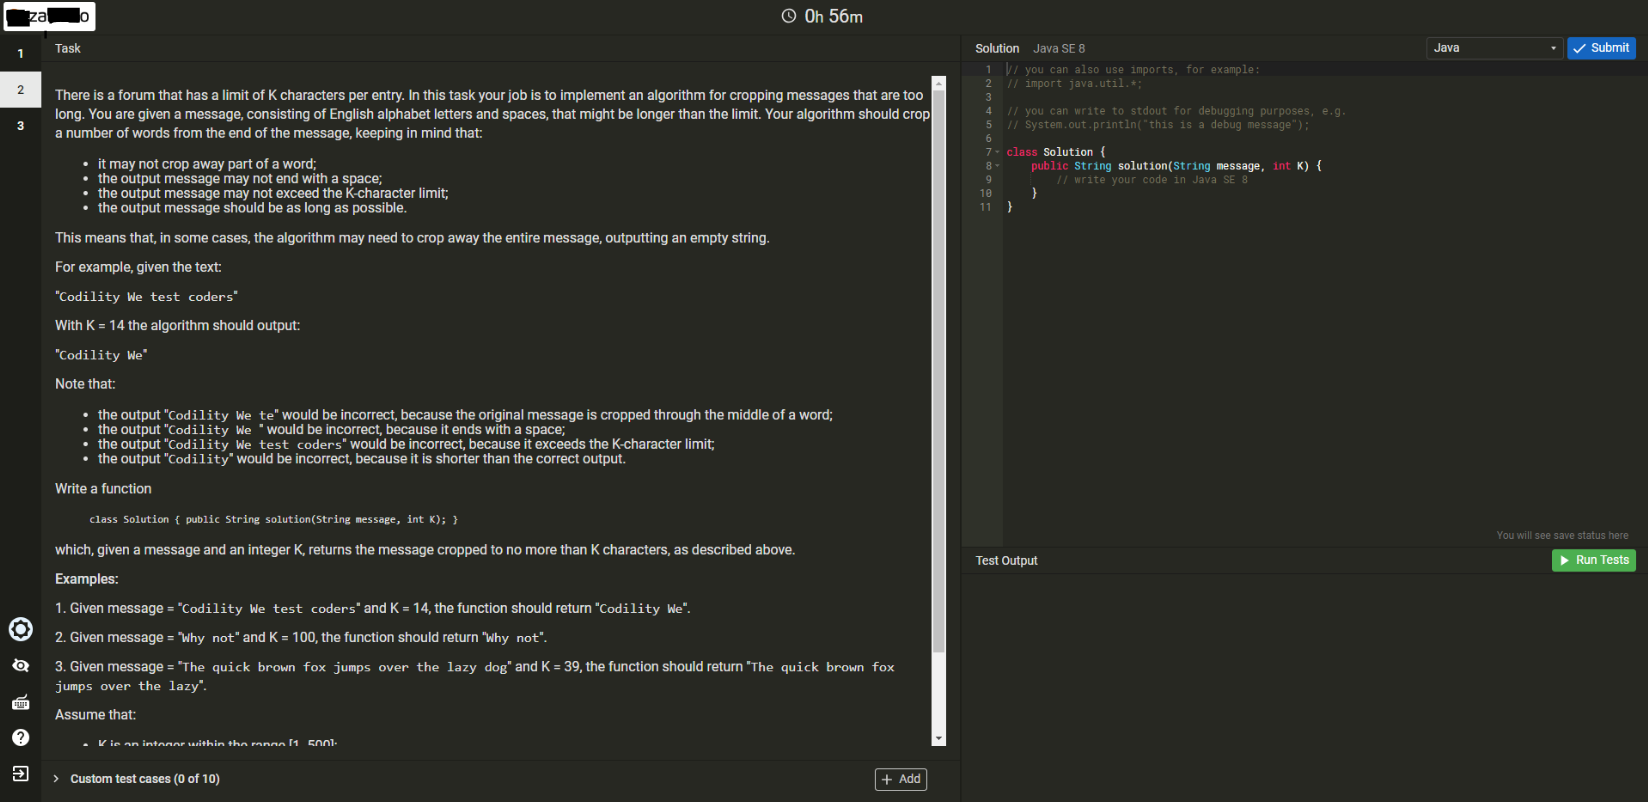 0h 56m
1
2
3
Task
There is a forum that has a limit of K characters per entry. In this task your job is to implement an algorithm for cropping messages that are too
long. You are given a message, consisting of English alphabet letters and spaces, that might be longer than the limit. Your algorithm should crop
a number of words from the end of the message, keeping in mind that:
• it may not crop away part of a word;
• the output message may not end with a space;
• the output message may not exceed the K-character limit;
• the output message should be as long as possible.
This means that, in some cases, the algorithm may need to crop away the entire message, outputting an empty string.
For example, given the text:
"Codility We test coders"
With K = 14 the algorithm should output:
"Codility We"
Note that:
• the output "Codility We te" would be incorrect, because the original message is cropped through the middle of a word;
• the output "Codility We " would be incorrect, because it ends with a space;
• the output "Codility We test coders" would be incorrect, because it exceeds the K-character limit;
• the output "Codility" would be incorrect, because it is shorter than the correct output.
Write a function
class Solution { public String solution(String message, int K); }
which, given a message and an integer K, returns the message cropped to no more than K characters, as described above.
Examples:
1. Given message = "Codility We test coders" and K = 14, the function should return "Codility We".
2. Given message = "Why not" and K = 100, the function should return "Why not".
3. Given message = "The quick brown fox jumps over the lazy dog" and K = 39, the function should return "The quick brown fox
jumps over the lazy".
Assume that:
• K is an integer within the range [1..500];
Custom test cases (0 of 10)
+ Add
Solution Java SE 8
Java
Submit
1 // you can also use imports, for example:
2 // import java.util.*;
3
4 // you can write to stdout for debugging purposes, e.g.
5 // System.out.println("this is a debug message");
6
7 class Solution {
8 public String solution(String message, int K) {
9 // write your code in Java SE 8
10 }
11 }
You will see save status here
Test Output
Run Tests